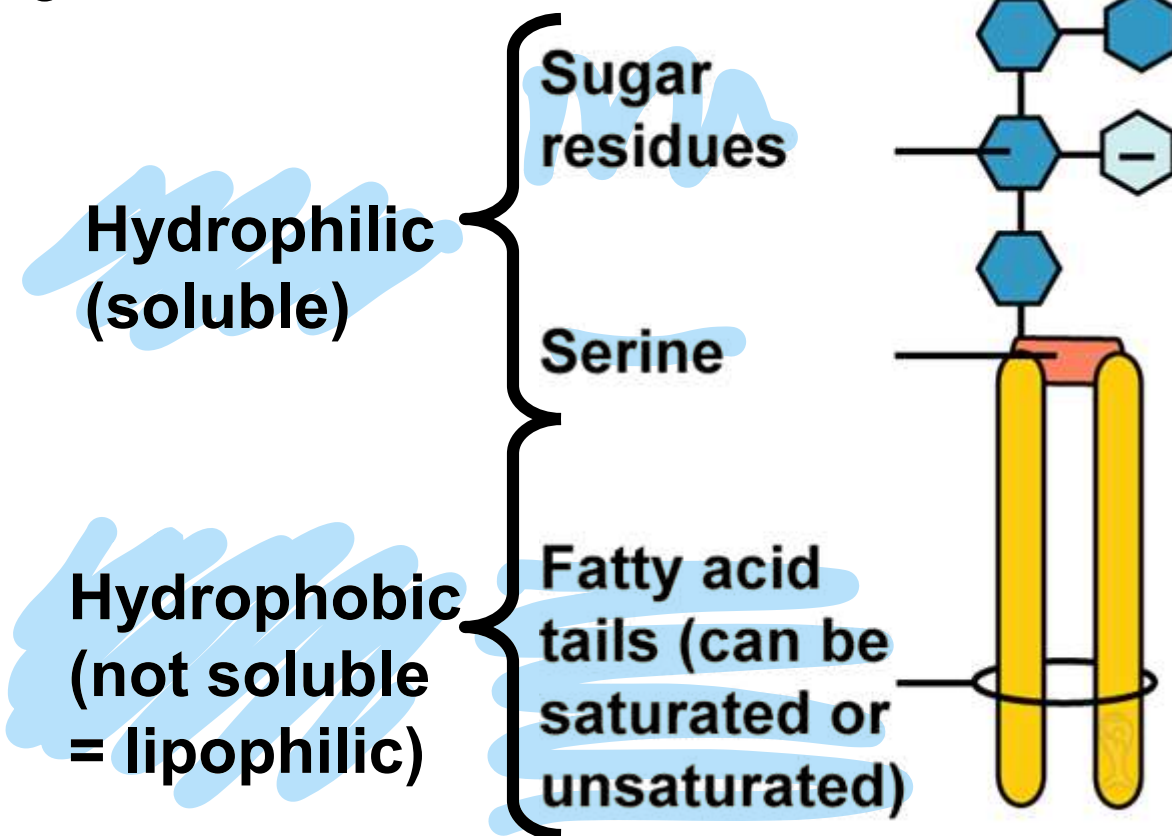 Sugar
residues
Hydrophilic
(soluble)
Serine
Hydrophobic
(not soluble
= lipophilic)
Fatty acid
tails (can be
saturated or
unsaturated)
–